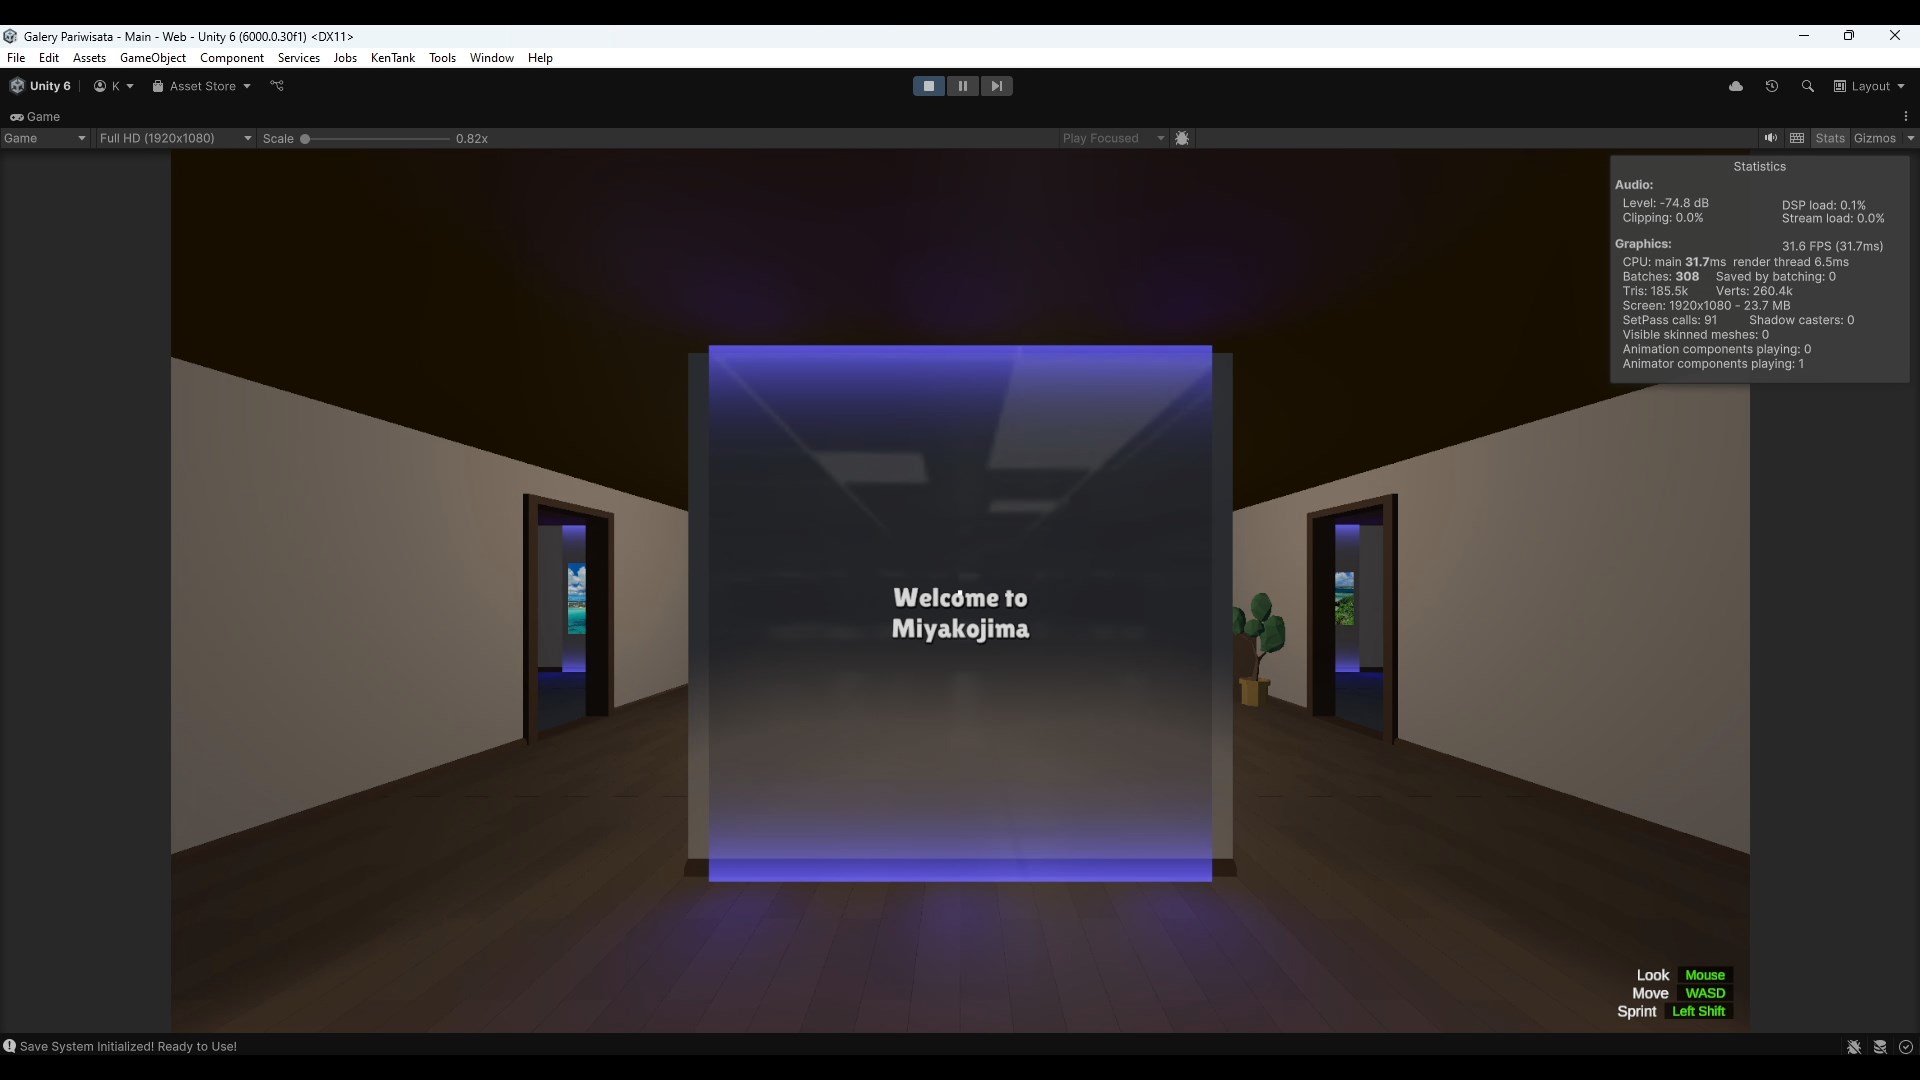 Galery Pariwisata - Main - Web - Unity 6 (6000.0.30f1) <DX11>
File Edit Assets GameObject Component Services Jobs KenTank Tools Window Help
Unity 6 K Asset Store Layout
Game
Game Full HD (1920x1080) Scale 0.82x Play Focused Stats Gizmos
Statistics
Audio:
Level: -74.8 dB DSP load: 0.1%
Clipping: 0.0% Stream load: 0.0%
Graphics: 31.6 FPS (31.7ms)
CPU: main 31.7ms render thread 6.5ms
Batches: 308 Saved by batching: 0
Tris: 185.5k Verts: 260.4k
Screen: 1920x1080 - 23.7 MB
SetPass calls: 91 Shadow casters: 0
Visible skinned meshes: 0
Animation components playing: 0
Animator components playing: 1
Welcome to
Miyakojima
Look Mouse
Move WASD
Sprint Left Shift
Save System Initialized! Ready to Use!